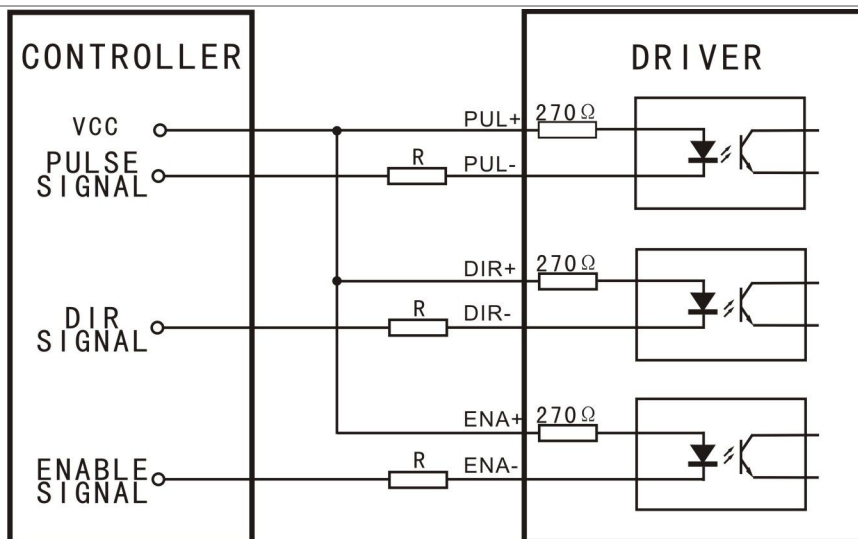 CONTROLLER
DRIVER
VCC
PUL+
270Ω
PULSE
SIGNAL
R
PUL-
DIR+
270Ω
DIR
SIGNAL
R
DIR-
ENA+
270Ω
ENABLE
SIGNAL
R
ENA-